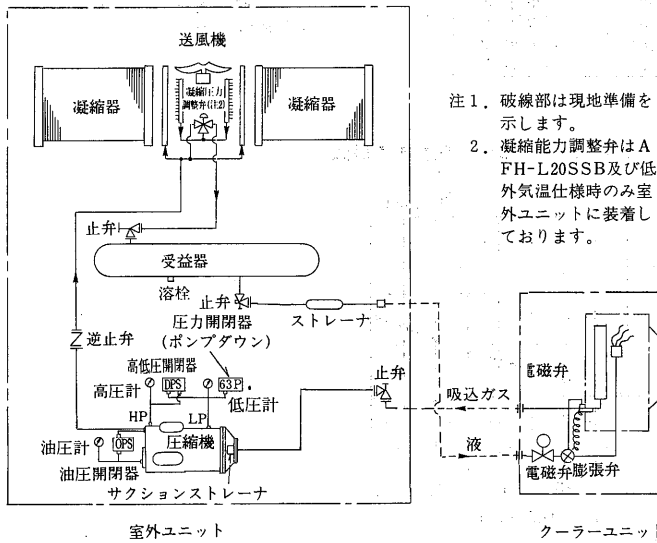 送風機
凝縮器
凝縮圧力
調整弁(注2)
凝縮器
注1. 破線部は現地準備を
示します。
2. 凝縮能力調整弁はA
FH-L20SSB及び低
外気温仕様時のみ室
外ユニットに装着し
ております。
止弁
受益器
溶栓
止弁
ストレーナ
圧力開閉器
(ポンプダウン)
逆止弁
高低圧開閉器
高圧計
DPS
63P
低圧計
止弁
HP
LP
吸込ガス
電磁弁
油圧計
OPS
圧縮機
油圧開閉器
サクションストレーナ
液
電磁弁
膨張弁
室外ユニット
クーラーユニット